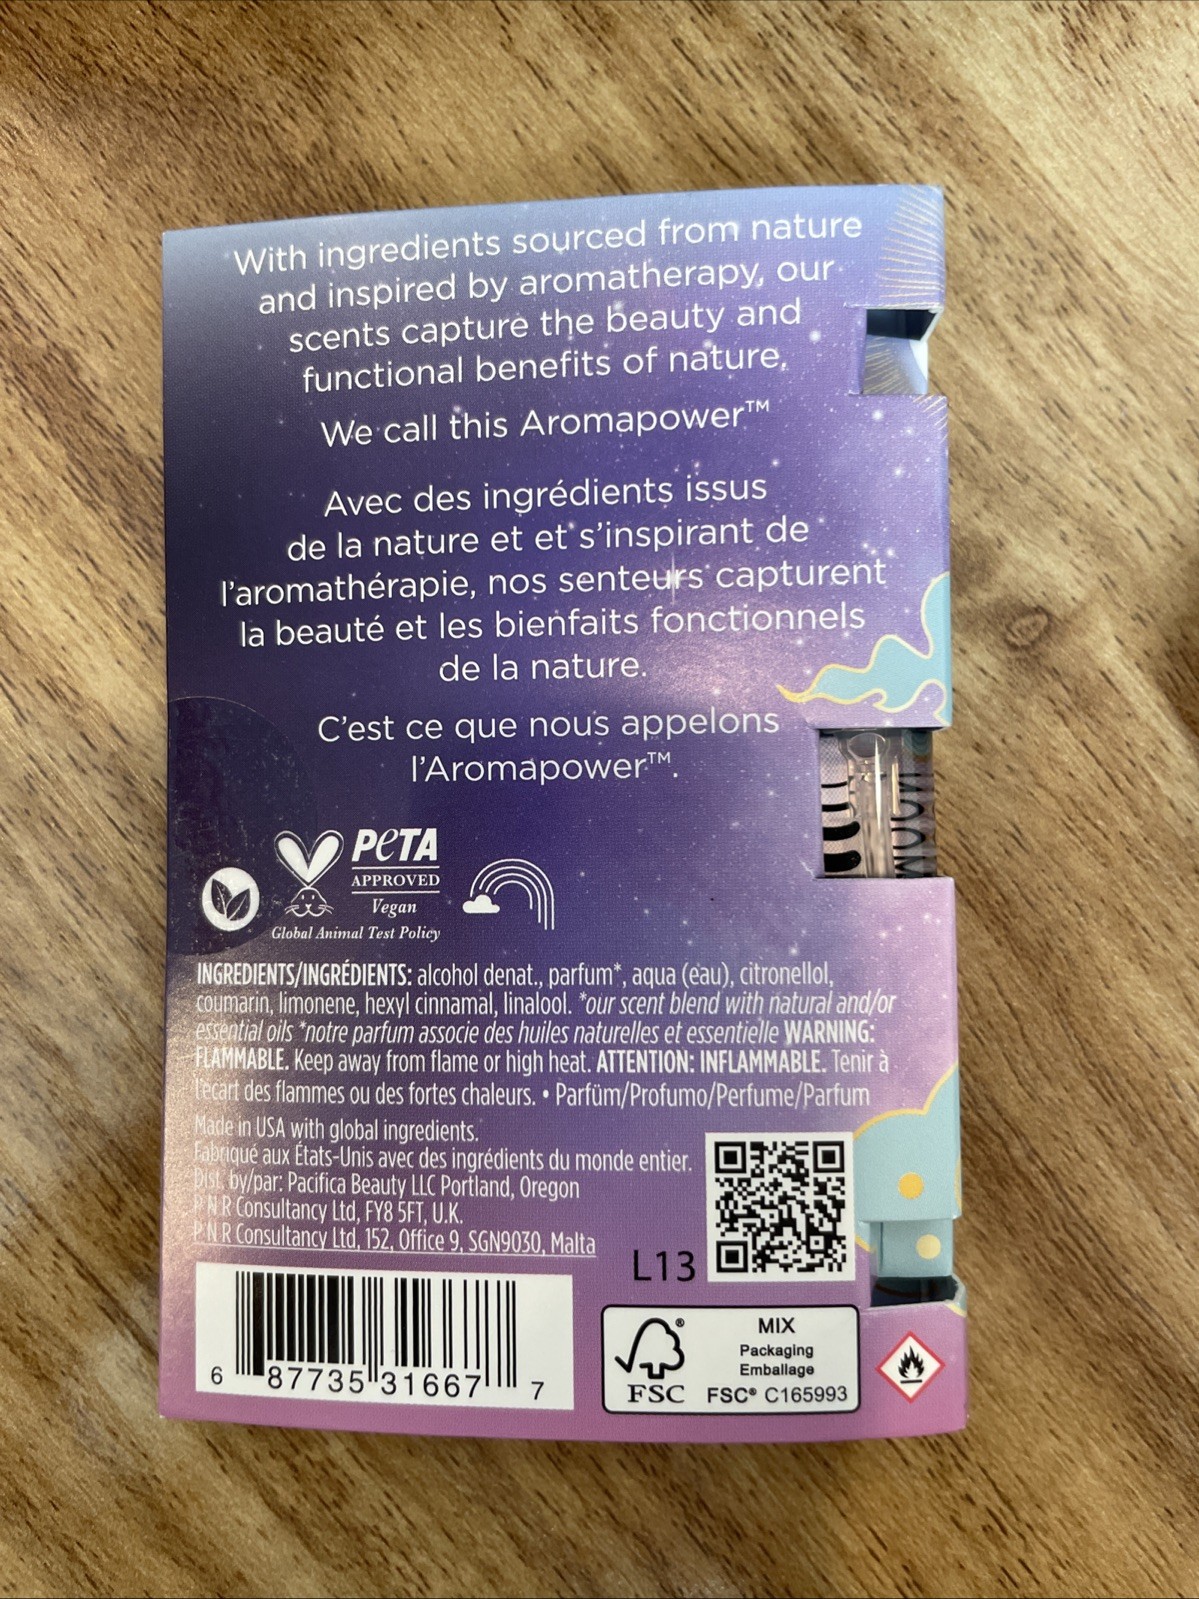 With ingredients sourced from nature
and inspired by aromatherapy, our
scents capture the beauty and
functional benefits of nature.
We call this Aromapower™
Avec des ingrédients issus
de la nature et et s'inspirant de
l'aromathérapie, nos senteurs capturent
la beauté et les bienfaits fonctionnels
de la nature.
C'est ce que nous appelons
l'Aromapower™.
PeTA
APPROVED
Vegan
Global Animal Test Policy
INGREDIENTS/INGRÉDIENTS: alcohol denat., parfum*, aqua (eau), citronellol,
coumarin, limonene, hexyl cinnamal, linalool. *our scent blend with natural and/or
essential oils *notre parfum associe des huiles naturelles et essentielle WARNING:
FLAMMABLE. Keep away from flame or high heat. ATTENTION: INFLAMMABLE. Tenir à
l'écart des flammes ou des fortes chaleurs. • Parfüm/Profumo/Perfume/Parfum
Made in USA with global ingredients.
Fabriqué aux États-Unis avec des ingrédients du monde entier.
Dist. by/par: Pacifica Beauty LLC Portland, Oregon
P N R Consultancy Ltd, FY8 5FT, U.K.
P N R Consultancy Ltd, 152, Office 9, SGN9030, Malta
L13
6 87735 31667 7
FSC®
MIX
Packaging
Emballage
FSC® C165993
MOON